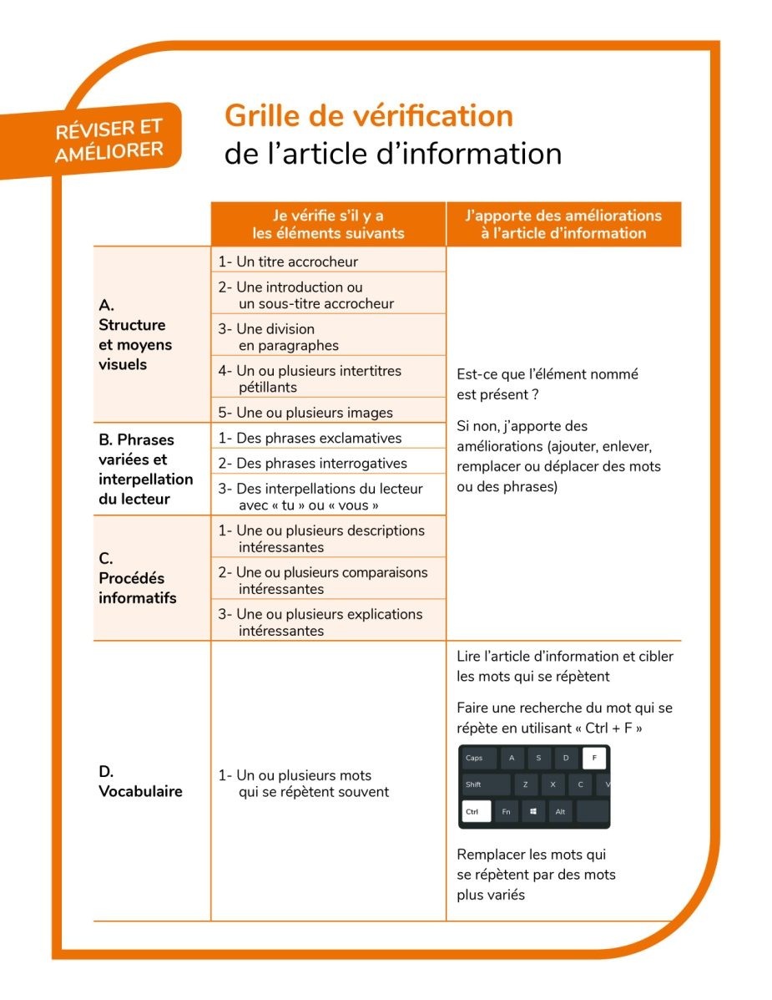 RÉVISER ET
AMÉLIORER
Grille de vérification
de l’article d’information
Je vérifie s’il y a
les éléments suivants
J’apporte des améliorations
à l’article d’information
A.
Structure
et moyens
visuels
1- Un titre accrocheur
2- Une introduction ou
un sous-titre accrocheur
3- Une division
en paragraphes
4- Un ou plusieurs intertitres
pétillants
5- Une ou plusieurs images
B. Phrases
variées et
interpellation
du lecteur
1- Des phrases exclamatives
2- Des phrases interrogatives
3- Des interpellations du lecteur
avec « tu » ou « vous »
C.
Procédés
informatifs
1- Une ou plusieurs descriptions
intéressantes
2- Une ou plusieurs comparaisons
intéressantes
3- Une ou plusieurs explications
intéressantes
Est-ce que l’élément nommé
est présent ?
Si non, j’apporte des
améliorations (ajouter, enlever,
remplacer ou déplacer des mots
ou des phrases)
D.
Vocabulaire
1- Un ou plusieurs mots
qui se répètent souvent
Lire l’article d’information et cibler
les mots qui se répètent
Faire une recherche du mot qui se
répète en utilisant « Ctrl + F »
Caps A S D F
Shift Z X C V
Ctrl Fn Alt
Remplacer les mots qui
se répètent par des mots
plus variés